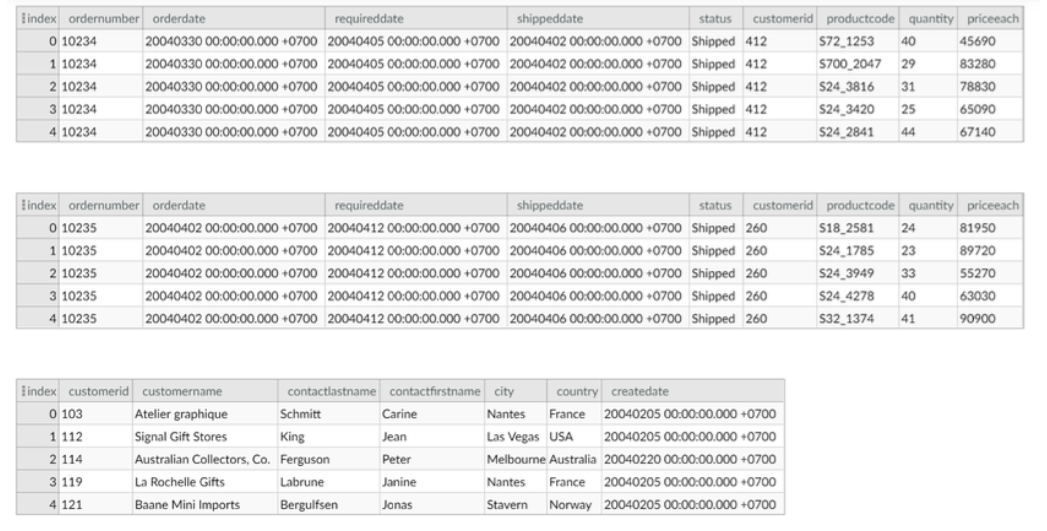 index ordernumber orderdate requireddate shippeddate status customerid productcode quantity priceeach
0 10234 20040330 00:00:00.000 +0700 20040405 00:00:00.000 +0700 20040402 00:00:00.000 +0700 Shipped 412 S72_1253 40 45690
1 10234 20040330 00:00:00.000 +0700 20040405 00:00:00.000 +0700 20040402 00:00:00.000 +0700 Shipped 412 S700_2047 29 83280
2 10234 20040330 00:00:00.000 +0700 20040405 00:00:00.000 +0700 20040402 00:00:00.000 +0700 Shipped 412 S24_3816 31 78830
3 10234 20040330 00:00:00.000 +0700 20040405 00:00:00.000 +0700 20040402 00:00:00.000 +0700 Shipped 412 S24_3420 25 65090
4 10234 20040330 00:00:00.000 +0700 20040405 00:00:00.000 +0700 20040402 00:00:00.000 +0700 Shipped 412 S24_2841 44 67140
index ordernumber orderdate requireddate shippeddate status customerid productcode quantity priceeach
0 10235 20040402 00:00:00.000 +0700 20040412 00:00:00.000 +0700 20040406 00:00:00.000 +0700 Shipped 260 S18_2581 24 81950
1 10235 20040402 00:00:00.000 +0700 20040412 00:00:00.000 +0700 20040406 00:00:00.000 +0700 Shipped 260 S24_1785 23 89720
2 10235 20040402 00:00:00.000 +0700 20040412 00:00:00.000 +0700 20040406 00:00:00.000 +0700 Shipped 260 S24_3949 33 55270
3 10235 20040402 00:00:00.000 +0700 20040412 00:00:00.000 +0700 20040406 00:00:00.000 +0700 Shipped 260 S24_4278 40 63030
4 10235 20040402 00:00:00.000 +0700 20040412 00:00:00.000 +0700 20040406 00:00:00.000 +0700 Shipped 260 S32_1374 41 90900
index customerid customername contactlastname contactfirstname city country createdate
0 103 Atelier graphique Schmitt Carine Nantes France 20040205 00:00:00.000 +0700
1 112 Signal Gift Stores King Jean Las Vegas USA 20040205 00:00:00.000 +0700
2 114 Australian Collectors, Co. Ferguson Peter Melbourne Australia 20040220 00:00:00.000 +0700
3 119 La Rochelle Gifts Labrune Janine Nantes France 20040205 00:00:00.000 +0700
4 121 Baane Mini Imports Bergulfsen Jonas Stavern Norway 20040205 00:00:00.000 +0700